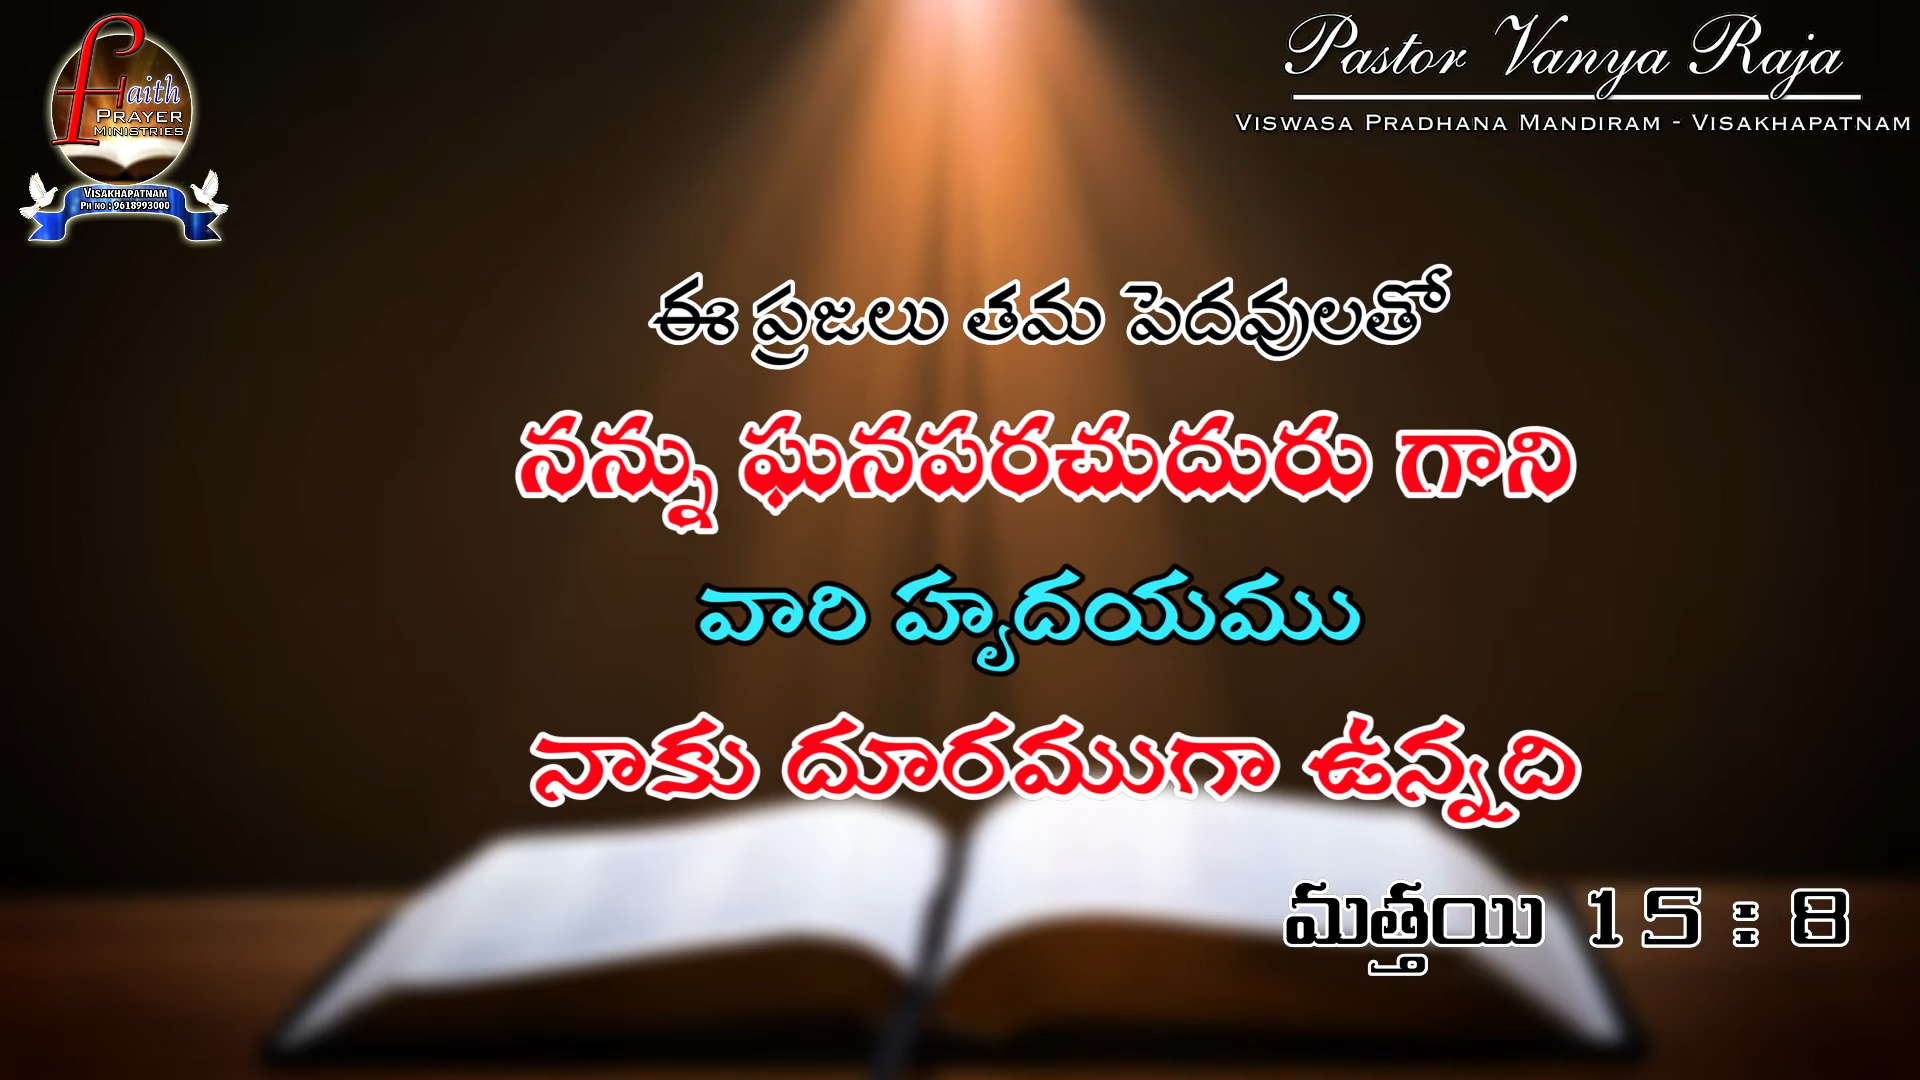 Faith
PRAYER
MINISTRIES
VISAKHAPATNAM
PH NO : 9618993000
Pastor Vanya Raja
VISWASA PRADHANA MANDIRAM - VISAKHAPATNAM
ఈ ప్రజలు తమ పెదవులతో
నన్ను ఘనపరచుదురు గాని
వారి హృదయము
నాకు దూరముగా ఉన్నది
మత్తయి 15 : 8